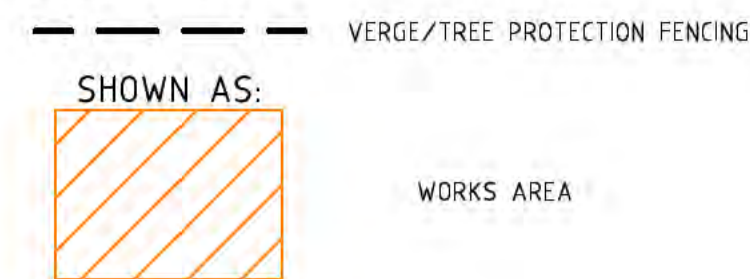 VERGE/TREE PROTECTION FENCING
SHOWN AS:
WORKS AREA